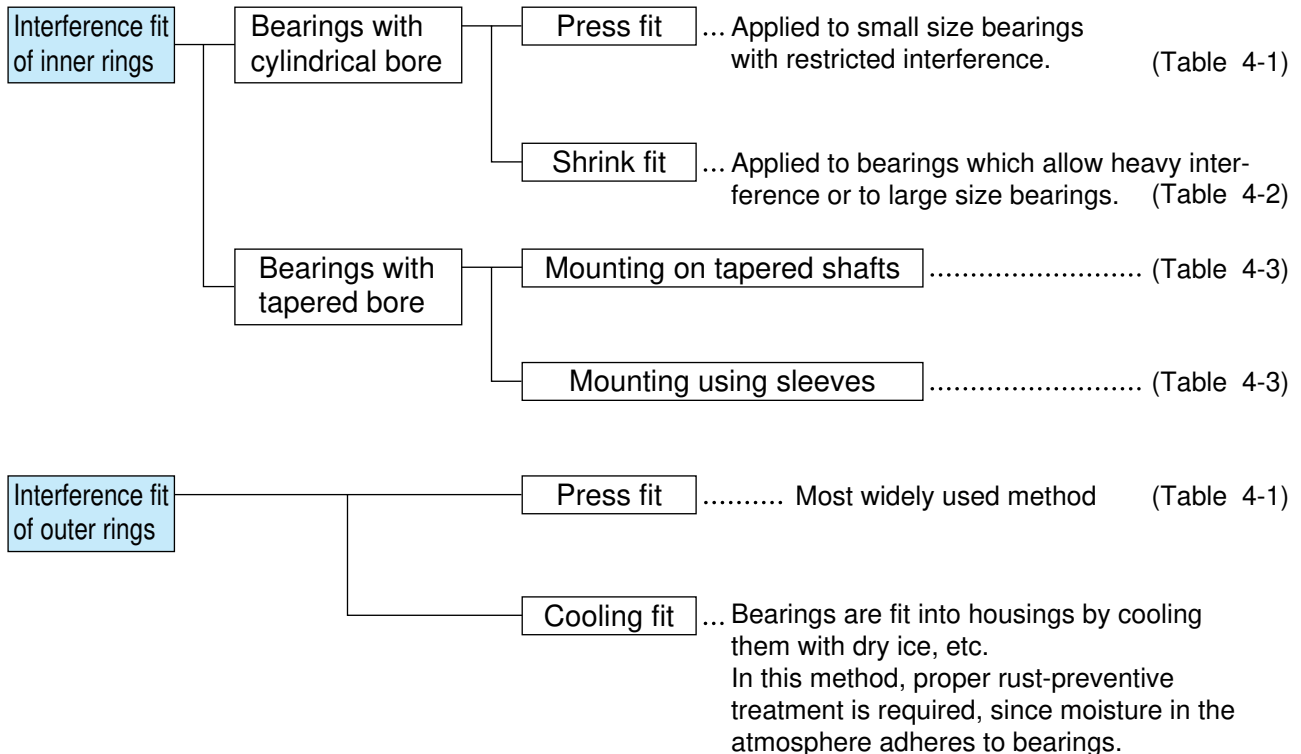 Interference fit
of inner rings
Bearings with
cylindrical bore
Press fit ... Applied to small size bearings
with restricted interference. (Table 4-1)
Shrink fit ... Applied to bearings which allow heavy inter-
ference or to large size bearings. (Table 4-2)
Bearings with
tapered bore
Mounting on tapered shafts .......................... (Table 4-3)
Mounting using sleeves .......................... (Table 4-3)
Interference fit
of outer rings
Press fit .......... Most widely used method (Table 4-1)
Cooling fit ... Bearings are fit into housings by cooling
them with dry ice, etc.
In this method, proper rust-preventive
treatment is required, since moisture in the
atmosphere adheres to bearings.